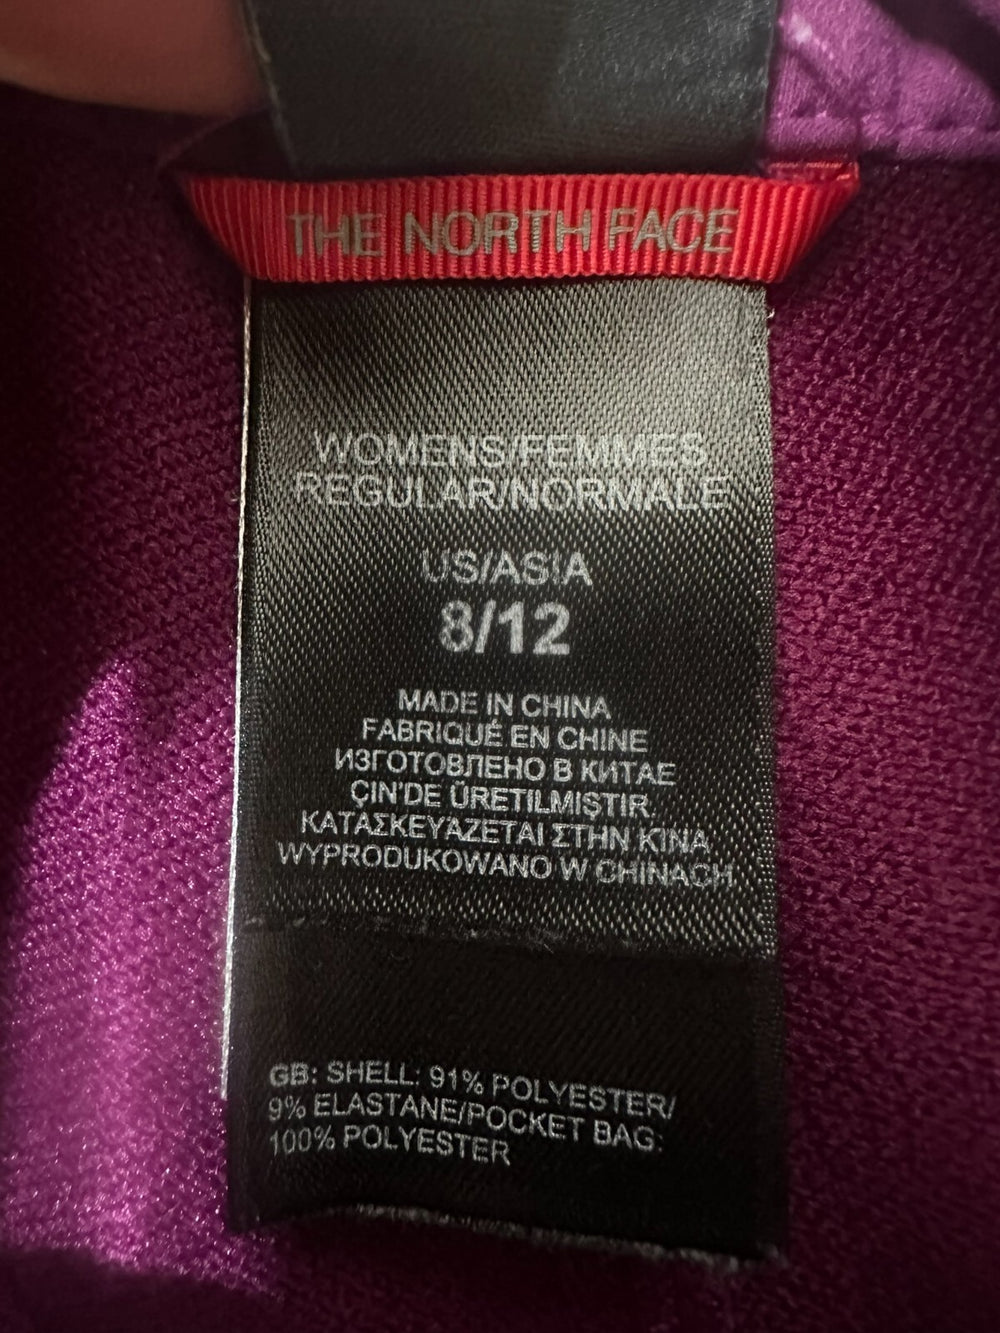 THE NORTH FACE
WOMENS/FEMMES
REGULAR/NORMALE
US/ASIA
8/12
MADE IN CHINA
FABRIQUÉ EN CHINE
ИЗГОТОВЛЕНО В КИТАЕ
ÇIN'DE ÜRETILMIŞTIR
ΚΑΤΑΣΚΕΥΑΖΕΤΑΙ ΣΤΗΝ ΚΙΝΑ
WYPRODUKOWANO W CHINACH
GB: SHELL: 91% POLYESTER/
9% ELASTANE/POCKET BAG:
100% POLYESTER